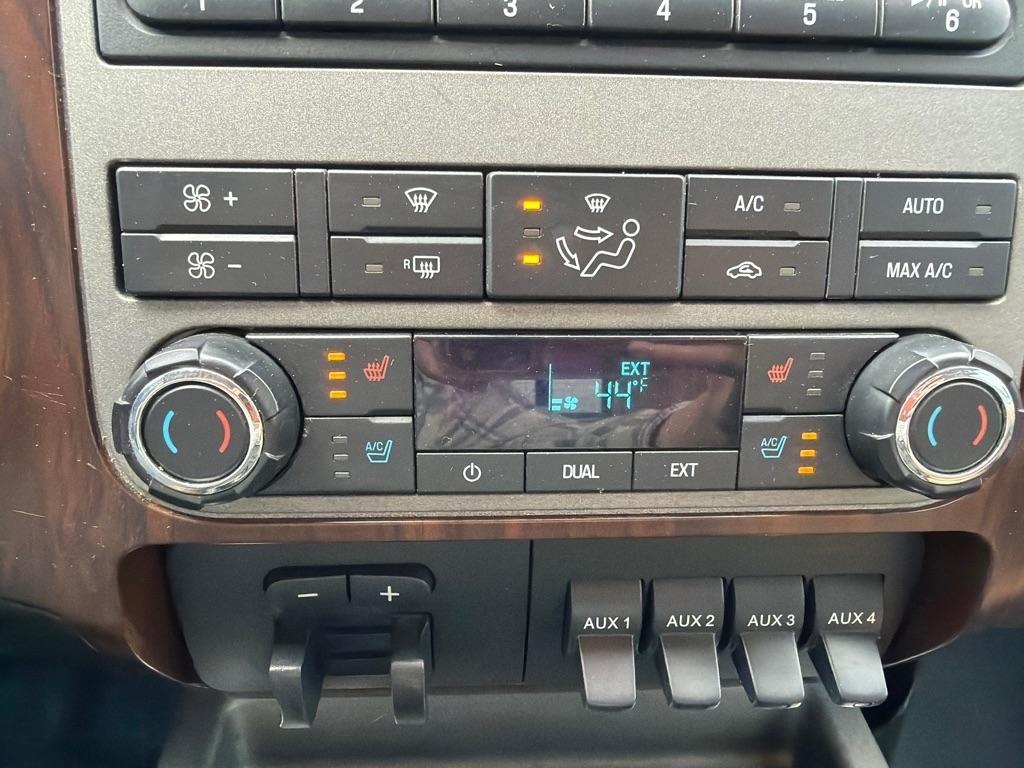 1 2 3 4 5 6
+ A/C AUTO
− R MAX A/C
EXT
44°F
A/C A/C
DUAL EXT
− +
AUX 1 AUX 2 AUX 3 AUX 4